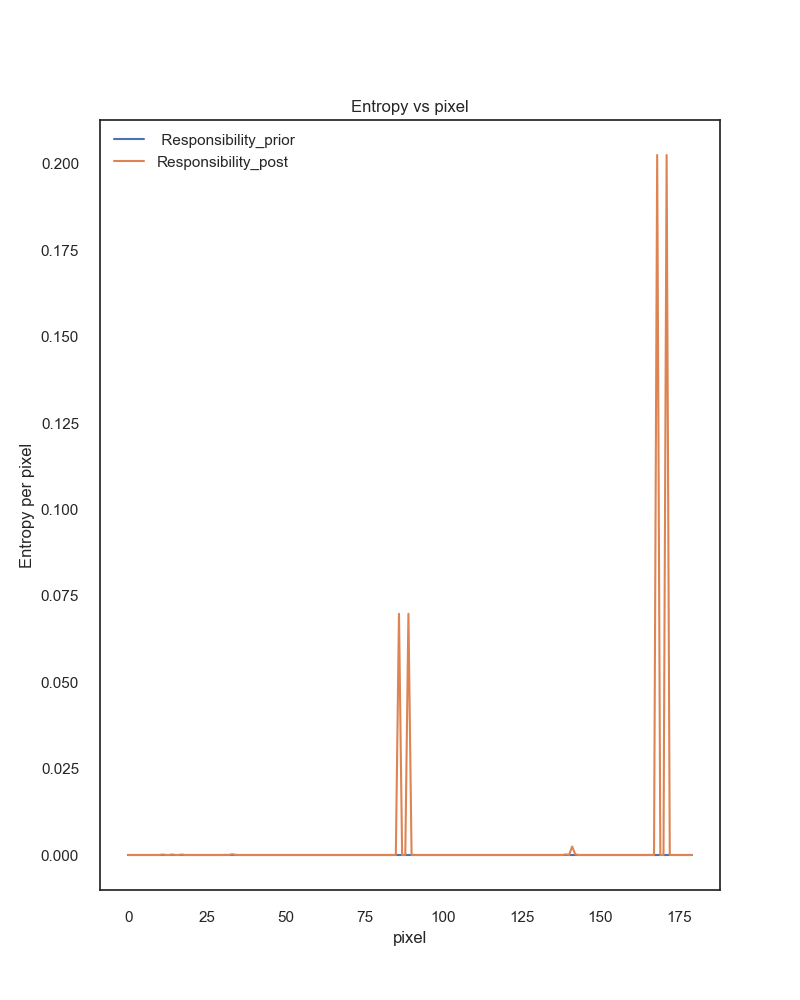 Entropy vs pixel
Responsibility_prior
Responsibility_post
0.200
0.175
0.150
0.125
0.100
0.075
0.050
0.025
0.000
Entropy per pixel
0 25 50 75 100 125 150 175
pixel